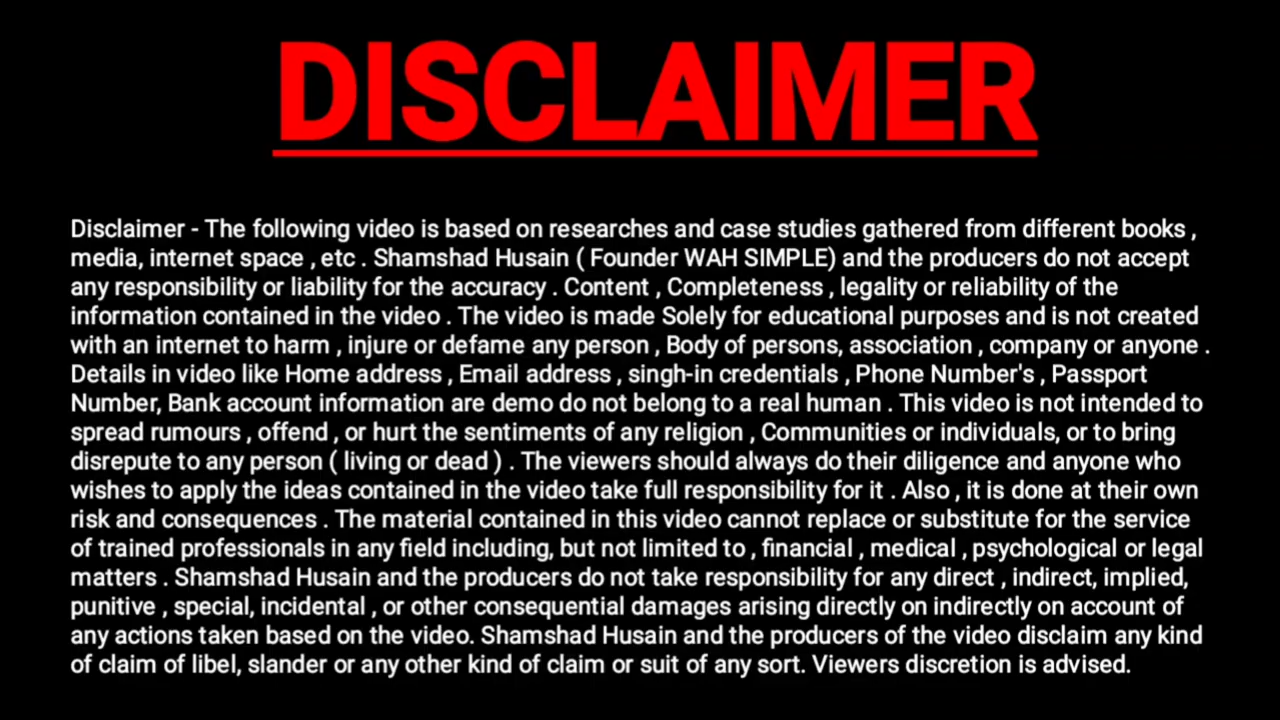 DISCLAIMER
Disclaimer - The following video is based on researches and case studies gathered from different books ,
media, internet space , etc . Shamshad Husain ( Founder WAH SIMPLE) and the producers do not accept
any responsibility or liability for the accuracy . Content , Completeness , legality or reliability of the
information contained in the video . The video is made Solely for educational purposes and is not created
with an internet to harm , injure or defame any person , Body of persons, association , company or anyone .
Details in video like Home address , Email address , singh-in credentials , Phone Number's , Passport
Number, Bank account information are demo do not belong to a real human . This video is not intended to
spread rumours , offend , or hurt the sentiments of any religion , Communities or individuals, or to bring
disrepute to any person ( living or dead ) . The viewers should always do their diligence and anyone who
wishes to apply the ideas contained in the video take full responsibility for it . Also , it is done at their own
risk and consequences . The material contained in this video cannot replace or substitute for the service
of trained professionals in any field including, but not limited to , financial , medical , psychological or legal
matters . Shamshad Husain and the producers do not take responsibility for any direct , indirect, implied,
punitive , special, incidental , or other consequential damages arising directly on indirectly on account of
any actions taken based on the video. Shamshad Husain and the producers of the video disclaim any kind
of claim of libel, slander or any other kind of claim or suit of any sort. Viewers discretion is advised.